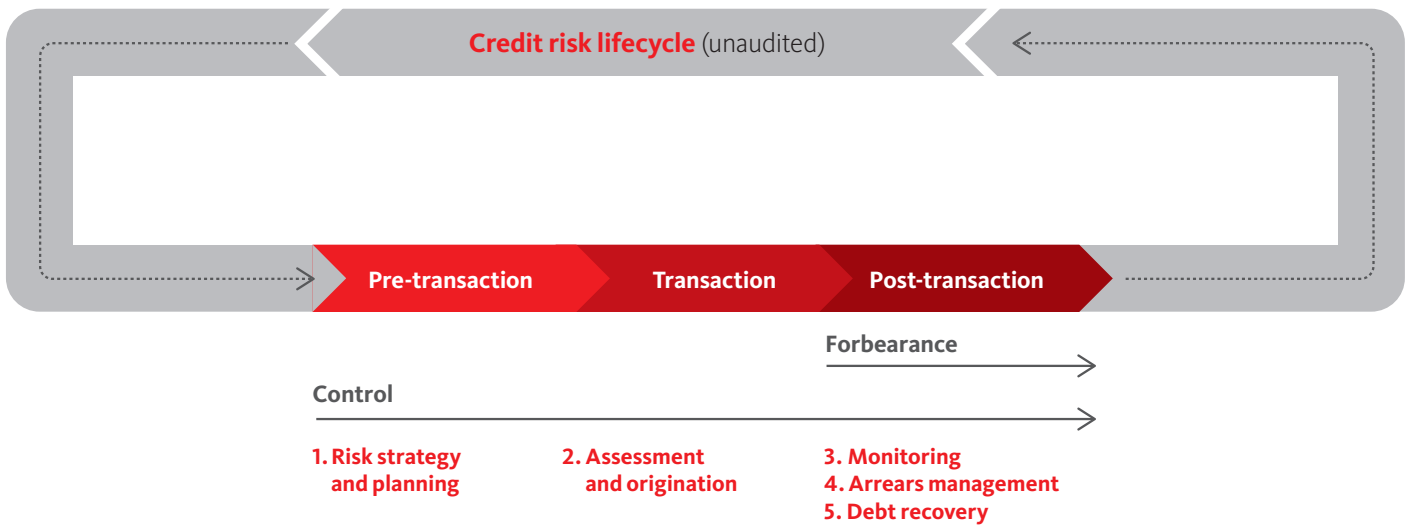 Credit risk lifecycle (unaudited)
Pre-transaction
Transaction
Post-transaction
Forbearance
Control
1. Risk strategy
and planning
2. Assessment
and origination
3. Monitoring
4. Arrears management
5. Debt recovery